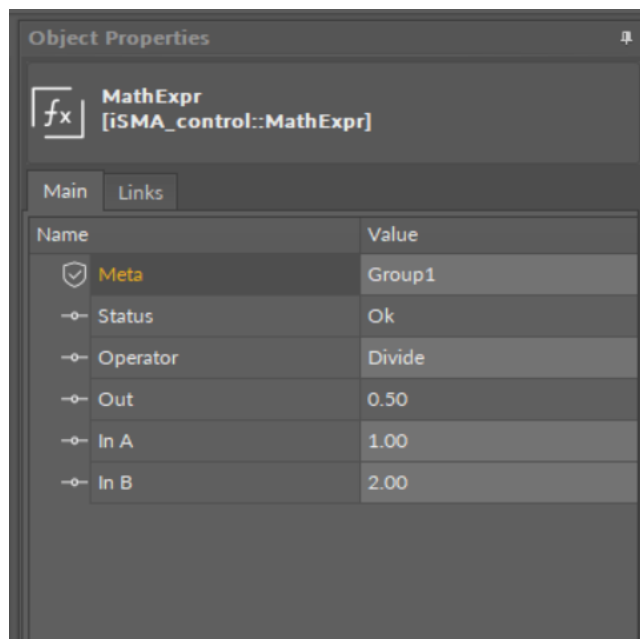 Object Properties
MathExpr
[iSMA_control::MathExpr]
Main Links
Name Value
Meta Group1
Status Ok
Operator Divide
Out 0.50
In A 1.00
In B 2.00